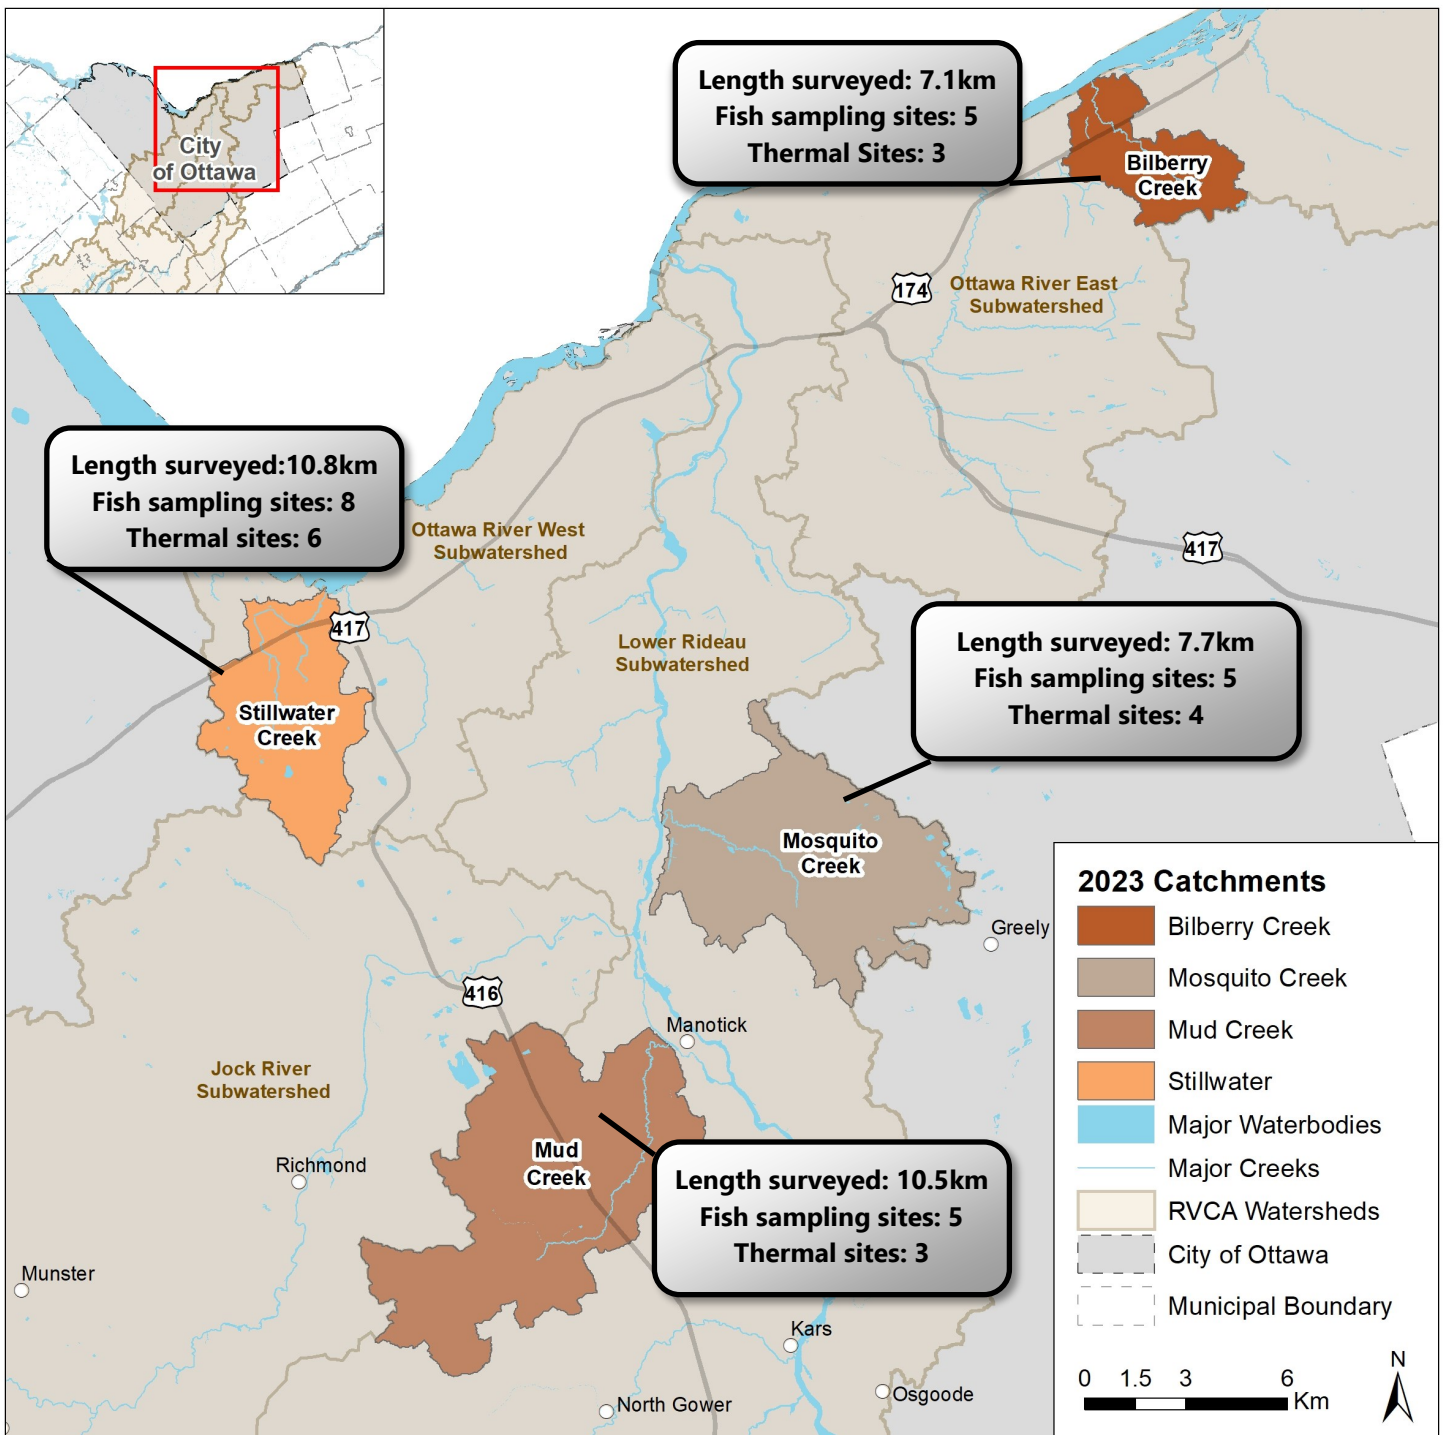 City
of Ottawa
Length surveyed: 7.1km
Fish sampling sites: 5
Thermal Sites: 3
Bilberry
Creek
174
Ottawa River East
Subwatershed
Length surveyed:10.8km
Fish sampling sites: 8
Thermal sites: 6
Ottawa River West
Subwatershed
417
417
Lower Rideau
Subwatershed
Length surveyed: 7.7km
Fish sampling sites: 5
Thermal sites: 4
Stillwater
Creek
Mosquito
Creek
Greely
416
Manotick
Jock River
Subwatershed
Mud
Creek
Richmond
Length surveyed: 10.5km
Fish sampling sites: 5
Thermal sites: 3
Munster
Kars
Osgoode
North Gower
2023 Catchments
Bilberry Creek
Mosquito Creek
Mud Creek
Stillwater
Major Waterbodies
Major Creeks
RVCA Watersheds
City of Ottawa
Municipal Boundary
0 1.5 3 6
Km
N